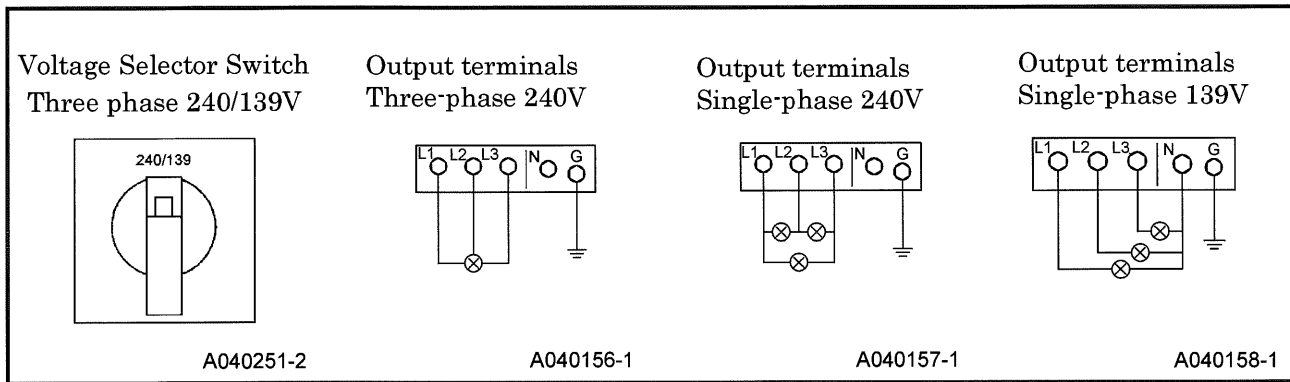 Voltage Selector Switch
Three phase 240/139V
240/139
A040251-2
Output terminals
Three-phase 240V
L1 L2 L3 N G
A040156-1
Output terminals
Single-phase 240V
L1 L2 L3 N G
A040157-1
Output terminals
Single-phase 139V
L1 L2 L3 N G
A040158-1